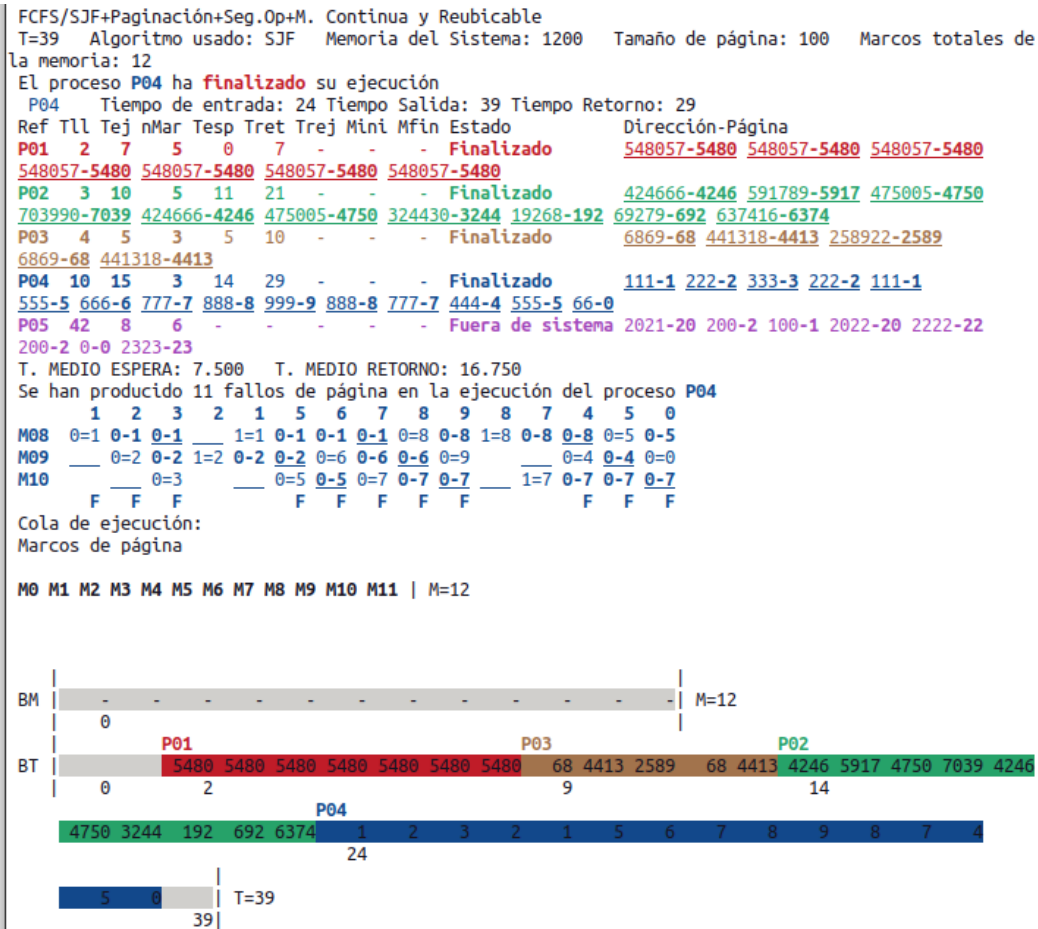 FCFS/SJF+Paginación+Seg.Op+M. Continua y Reubicable
T=39   Algoritmo usado: SJF   Memoria del Sistema: 1200   Tamaño de página: 100   Marcos totales de
la memoria: 12
El proceso P04 ha finalizado su ejecución
P04    Tiempo de entrada: 24 Tiempo Salida: 39 Tiempo Retorno: 29
Ref Tll Tej nMar Tesp Tret Trej Mini Mfin Estado           Dirección-Página
P01   2   7    5    0    7   -    -    -  Finalizado       548057-5480 548057-5480 548057-5480
548057-5480 548057-5480 548057-5480 548057-5480
P02   3  10    5   11   21   -    -    -  Finalizado       424666-4246 591789-5917 475005-4750
703990-7039 424666-4246 475005-4750 324430-3244 19268-192 69279-692 637416-6374
P03   4   5    3    5   10   -    -    -  Finalizado       6869-68 441318-4413 258922-2589
6869-68 441318-4413
P04  10  15    3   14   29   -    -    -  Finalizado       111-1 222-2 333-3 222-2 111-1
555-5 666-6 777-7 888-8 999-9 888-8 777-7 444-4 555-5 66-0
P05  42   8    6    -    -   -    -    -  Fuera de sistema 2021-20 200-2 100-1 2022-20 2222-22
200-2 0-0 2323-23
T. MEDIO ESPERA: 7.500   T. MEDIO RETORNO: 16.750
Se han producido 11 fallos de página en la ejecución del proceso P04
1   2   3   2   1   5   6   7   8   9   8   7   4   5   0
M08  0=1 0-1 0-1 ___ 1=1 0-1 0-1 0-1 0=8 0-8 1=8 0-8 0-8 0=5 0-5
M09  ___ 0=2 0-2 1=2 0-2 0-2 0=6 0-6 0-6 0=9     ___ 0=4 0-4 0=0
M10      ___ 0=3     ___ 0=5 0-5 0=7 0-7 0-7 ___ 1=7 0-7 0-7 0-7
F   F   F           F   F   F   F   F           F   F   F
Cola de ejecución:
Marcos de página
M0 M1 M2 M3 M4 M5 M6 M7 M8 M9 M10 M11 | M=12
|                                                            |
BM |    -    -    -    -    -    -    -    -    -    -    -    -| M=12
|    0                                                       |
|          P01                                P03                      P02
BT |           5480 5480 5480 5480 5480 5480 5480   68 4413 2589   68 4413 4246 5917 4750 7039 4246
|    0         2                                  9                        14
P04
4750 3244  192  692 6374    1    2    3    2    1    5    6    7    8    9    8    7    4
24
|
5    0     | T=39
39|